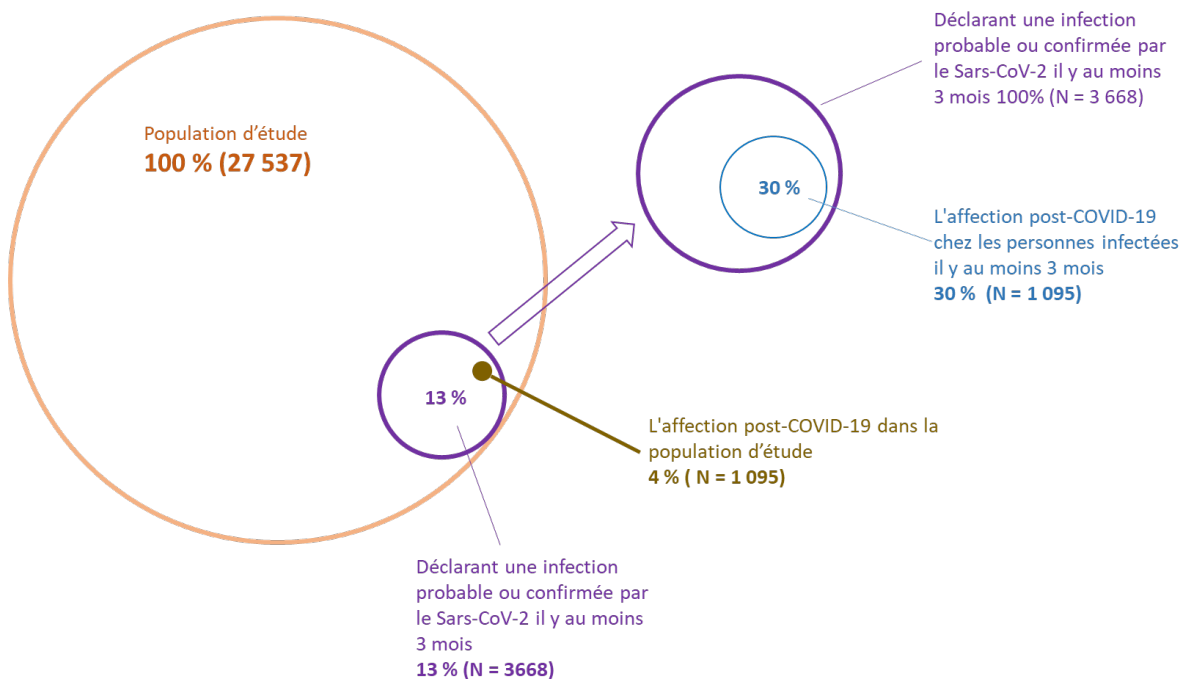 Population d'étude
100 % (27 537)
Déclarant une infection
probable ou confirmée par
le Sars-CoV-2 il y au moins
3 mois 100% (N = 3 668)
30 %
L'affection post-COVID-19
chez les personnes infectées
il y au moins 3 mois
30 % (N = 1 095)
13 %
L'affection post-COVID-19 dans la
population d'étude
4 % ( N = 1 095)
Déclarant une infection
probable ou confirmée par
le Sars-CoV-2 il y au moins
3 mois
13 % (N = 3668)